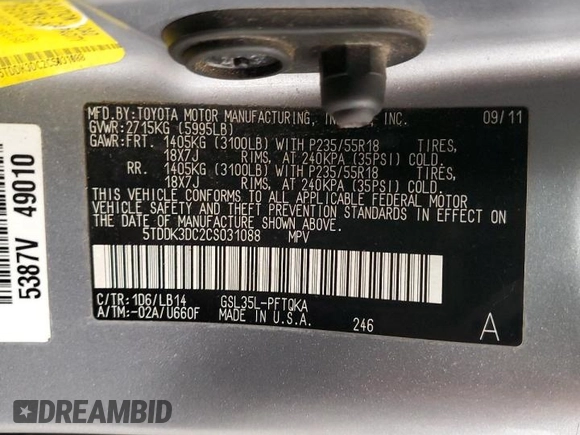 5TDDK3DC2CS031088
MFD.BY:TOYOTA MOTOR MANUFACTURING, INC. 09/11
GVWR:2715KG (5995LB)
GAWR:FRT. 1405KG (3100LB) WITH P235/55R18 TIRES,
18X7J RIMS, AT 240KPA (35PSI) COLD.
RR. 1405KG (3100LB) WITH P235/55R18 TIRES,
18X7J RIMS, AT 240KPA (35PSI) COLD.
THIS VEHICLE CONFORMS TO ALL APPLICABLE FEDERAL MOTOR
VEHICLE SAFETY AND THEFT PREVENTION STANDARDS IN EFFECT ON
THE DATE OF MANUFACTURE SHOWN ABOVE.
5TDDK3DC2CS031088 MPV
C/TR:1D6/LB14 GSL35L-PFTQKA
A/TM:-02A/U660F MADE IN U.S.A. 246 A
5387V 49010
DREAMBID